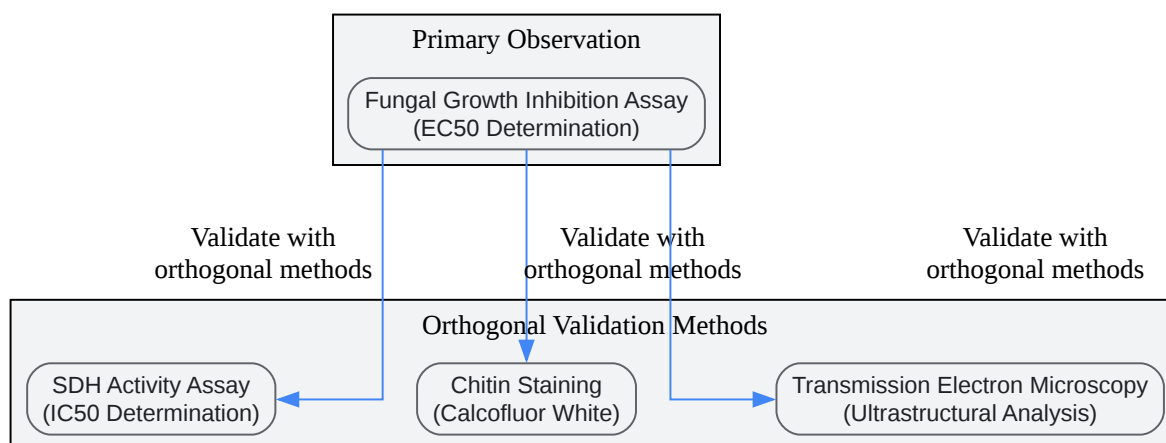 Primary Observation
Fungal Growth Inhibition Assay
(EC50 Determination)
Validate with
orthogonal methods
Validate with
orthogonal methods
Validate with
orthogonal methods
Orthogonal Validation Methods
SDH Activity Assay
(IC50 Determination)
Chitin Staining
(Calcofluor White)
Transmission Electron Microscopy
(Ultrastructural Analysis)